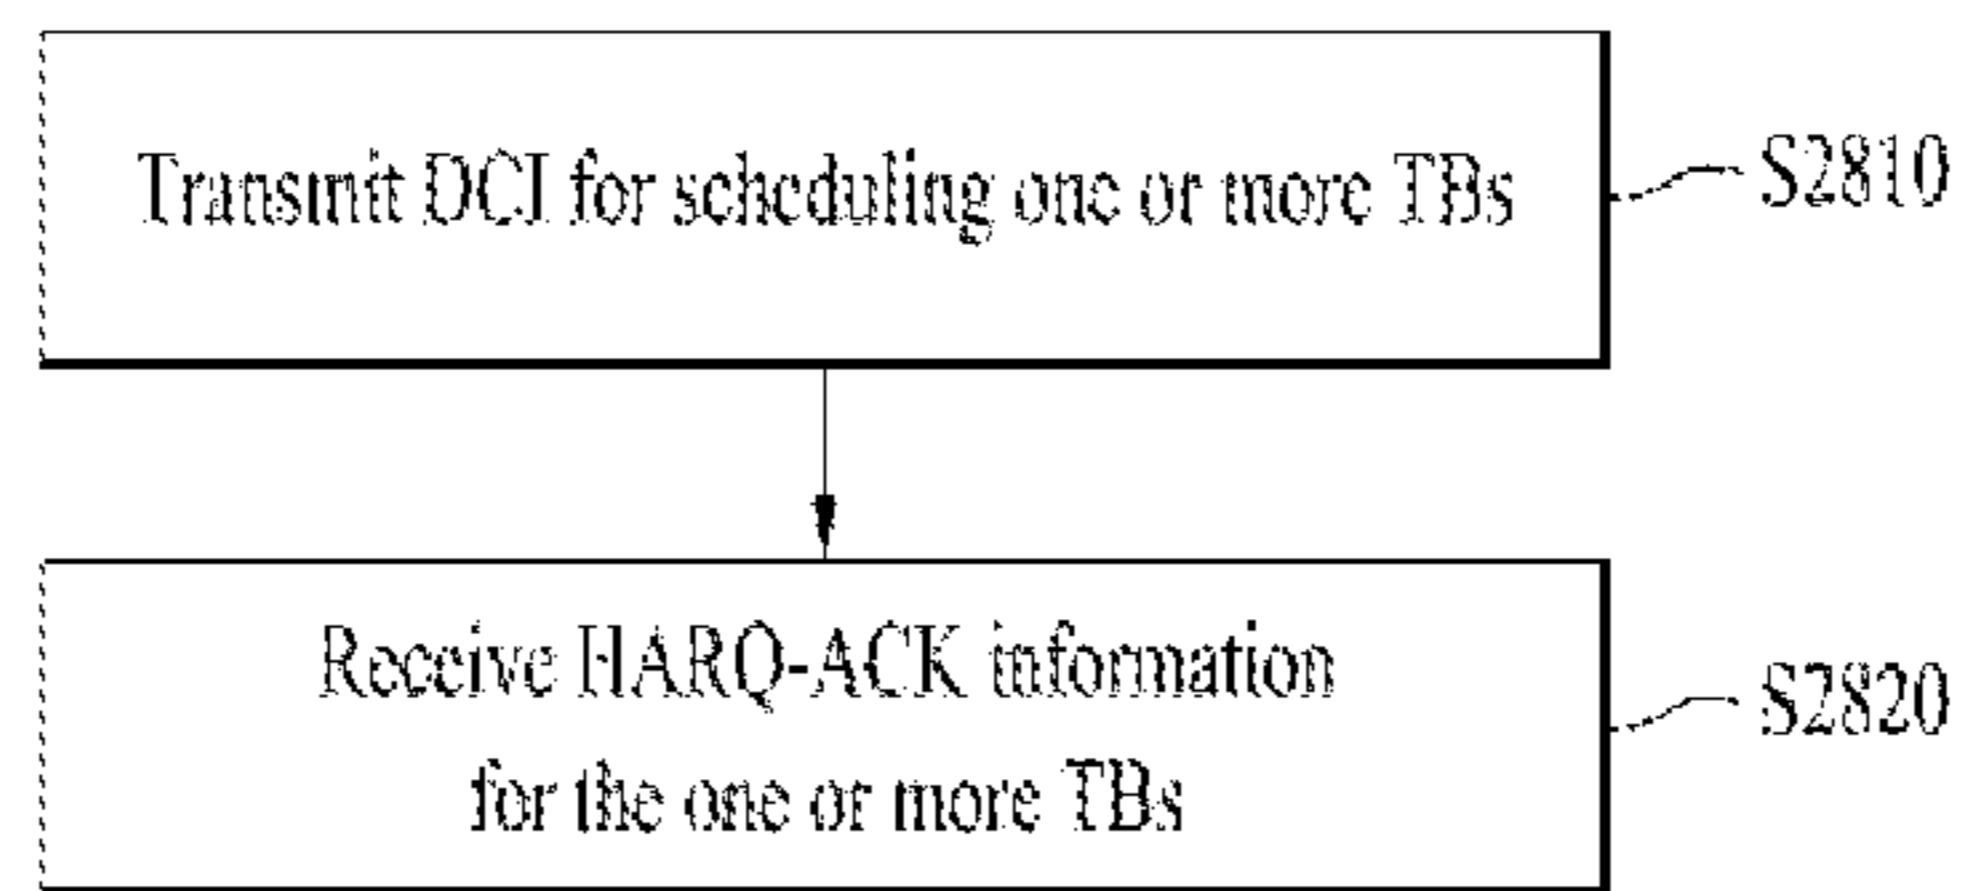 Transmit DCI for scheduling one or more TBs
S2810
Receive HARQ-ACK information
for the one or more TBs
S2820